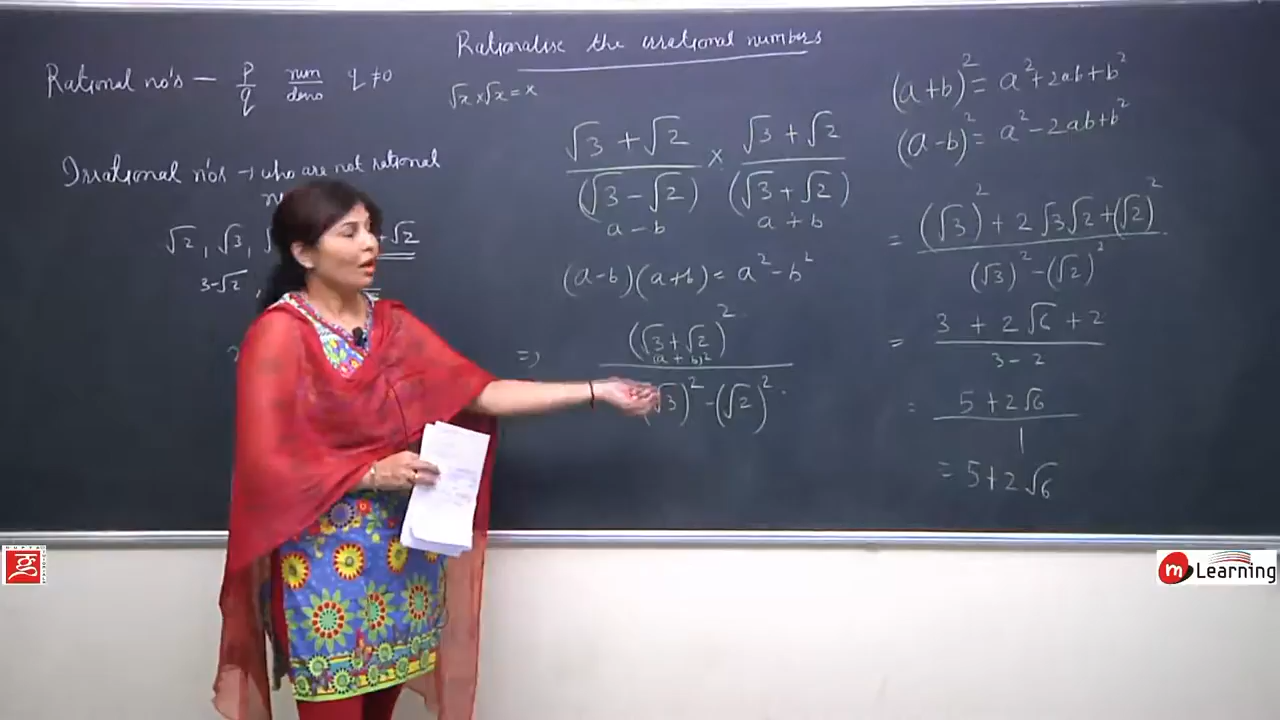 Rationalise the irrational numbers
Rational no's — p/q num/deno q ≠ 0
√x × √x = x
Irrational no's → who are not rational
√2, √3,
+√2
3-√2,
(√3 + √2)/(√3 - √2) × (√3 + √2)/(√3 + √2)
a - b a + b
(a-b)(a+b) = a² - b²
⇒ (√3 + √2)²
(a + b)²
(√3)² - (√2)²
(a+b)² = a² + 2ab + b²
(a-b)² = a² - 2ab + b²
= ((√3)² + 2√3√2 + (√2)²)/((√3)² - (√2)²)
= (3 + 2√6 + 2)/(3 - 2)
= (5 + 2√6)/1
= 5 + 2√6
GUPTA
m Learning